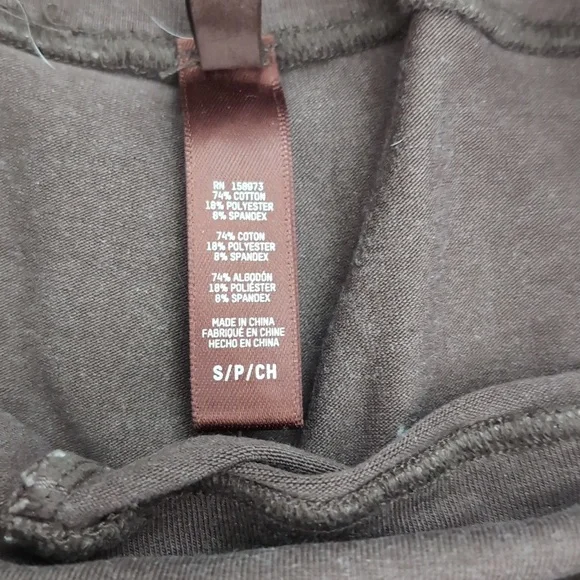 RN 158973
74% COTTON
18% POLYESTER
8% SPANDEX
74% COTON
18% POLYESTER
8% SPANDEX
74% ALGODÓN
18% POLIÉSTER
8% SPANDEX
MADE IN CHINA
FABRIQUÉ EN CHINE
HECHO EN CHINA
S/P/CH